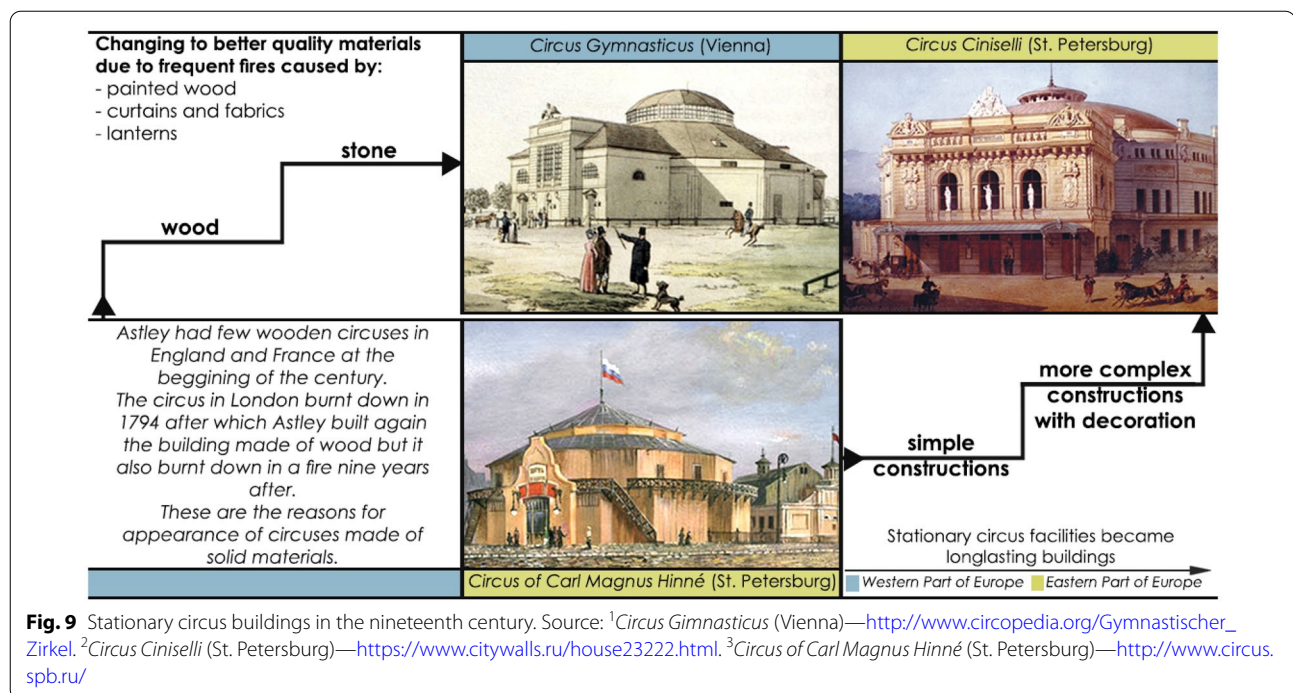 Changing to better quality materials
due to frequent fires caused by:
- painted wood
- curtains and fabrics
- lanterns
wood
stone
Circus Gymnasticus (Vienna)
Circus Ciniselli (St. Petersburg)
Astley had few wooden circuses in
England and France at the
beggining of the century.
The circus in London burnt down in
1794 after which Astley built again
the building made of wood but it
also burnt down in a fire nine years
after.
These are the reasons for
appearance of circuses made of
solid materials.
Circus of Carl Magnus Hinné (St. Petersburg)
simple
constructions
more complex
constructions
with decoration
Stationary circus facilities became
longlasting buildings
Western Part of Europe Eastern Part of Europe
Fig. 9 Stationary circus buildings in the nineteenth century. Source: 1Circus Gimnasticus (Vienna)—http://www.circopedia.org/Gymnastischer_
Zirkel. 2Circus Ciniselli (St. Petersburg)—https://www.citywalls.ru/house23222.html. 3Circus of Carl Magnus Hinné (St. Petersburg)—http://www.circus.
spb.ru/